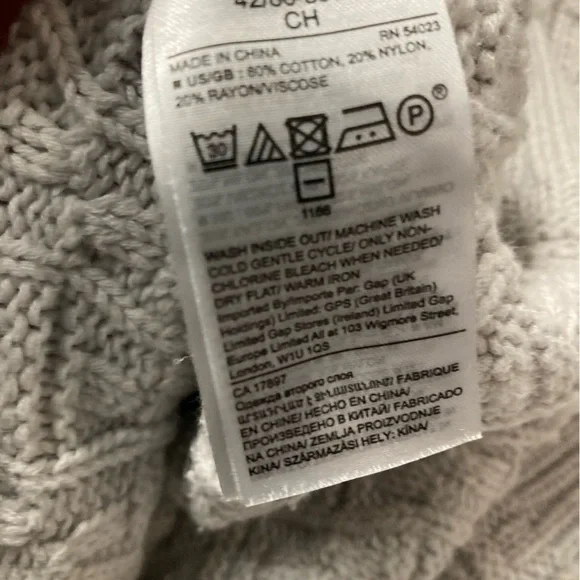 CH
MADE IN CHINA RN 54023
■ US/GB : 60% COTTON, 20% NYLON,
20% RAYON/VISCOSE
30 P ®
1166
WASH INSIDE OUT/ MACHINE WASH
COLD GENTLE CYCLE/ ONLY NON-
CHLORINE BLEACH WHEN NEEDED/
DRY FLAT/ WARM IRON
Imported By/Importe Par: Gap (UK
Holdings) Limited: GPS (Great Britain)
Limited Gap Stores (Ireland) Limited Gap
Europe Limited All at 103 Wigmore Street,
London, W1U 1QS
CA 17897
Одежда второго слоя
FABRIQUE
EN CHINE/ HECHO EN CHINA/
ПРОИЗВЕДЕНО В КИТАЙ/ FABRICADO
NA CHINA/ ZEMLJA PROIZVODNJE
KINA/ SZÁRMAZÁSI HELY: KÍNA/